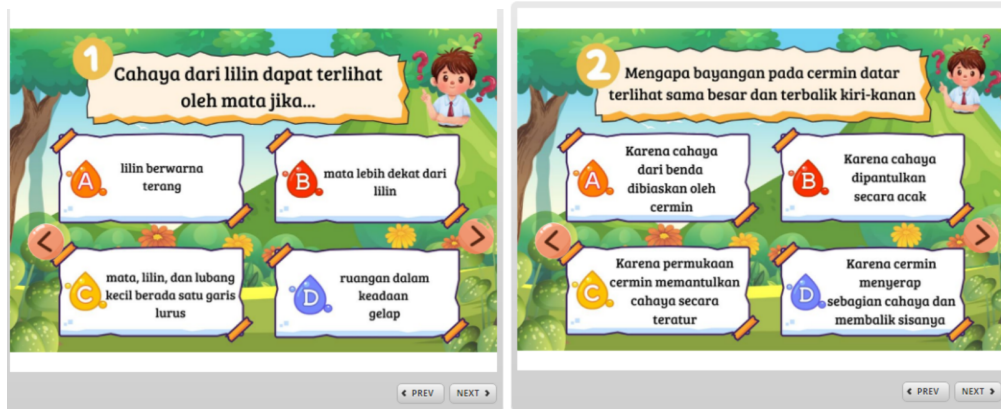 1
Cahaya dari lilin dapat terlihat
oleh mata jika...
A
lilin berwarna
terang
B
mata lebih dekat dari
lilin
C
mata, lilin, dan lubang
kecil berada satu garis
lurus
D
ruangan dalam
keadaan
gelap
PREV
NEXT
2
Mengapa bayangan pada cermin datar
terlihat sama besar dan terbalik kiri-kanan
A
Karena cahaya
dari benda
dibiaskan oleh
cermin
B
Karena cahaya
dipantulkan
secara acak
C
Karena permukaan
cermin memantulkan
cahaya secara
teratur
D
Karena cermin
menyerap
sebagian cahaya dan
membalik sisanya
PREV
NEXT